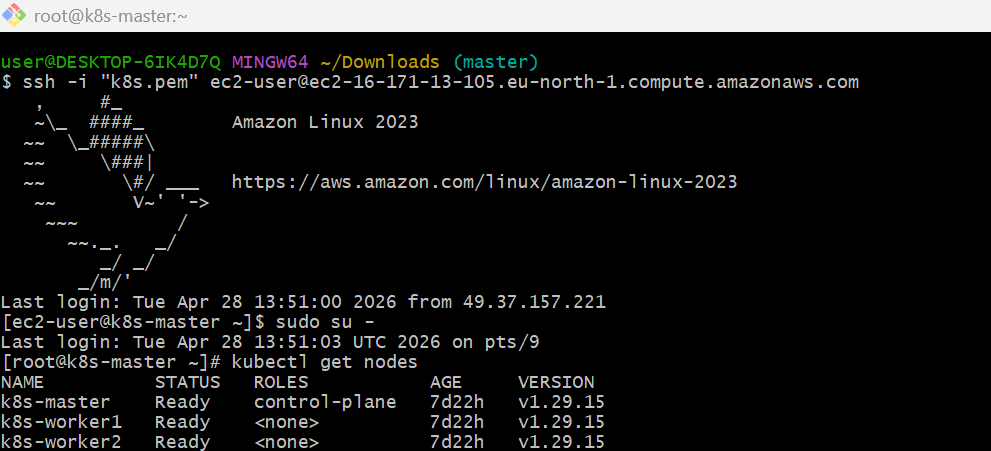 root@k8s-master:~
user@DESKTOP-6IK4D7Q MINGW64 ~/Downloads (master)
$ ssh -i "k8s.pem" ec2-user@ec2-16-171-13-105.eu-north-1.compute.amazonaws.com
   ,     #_
   ~\_  ####_        Amazon Linux 2023
  ~~  \_#####\
  ~~     \###|
  ~~       \#/ ___   https://aws.amazon.com/linux/amazon-linux-2023
   ~~       V~' '->
    ~~~         /
      ~~._.   _/
         _/ _/
       _/m/'
Last login: Tue Apr 28 13:51:00 2026 from 49.37.157.221
[ec2-user@k8s-master ~]$ sudo su -
Last login: Tue Apr 28 13:51:03 UTC 2026 on pts/9
[root@k8s-master ~]# kubectl get nodes
NAME          STATUS   ROLES           AGE     VERSION
k8s-master    Ready    control-plane   7d22h   v1.29.15
k8s-worker1   Ready    <none>          7d22h   v1.29.15
k8s-worker2   Ready    <none>          7d22h   v1.29.15